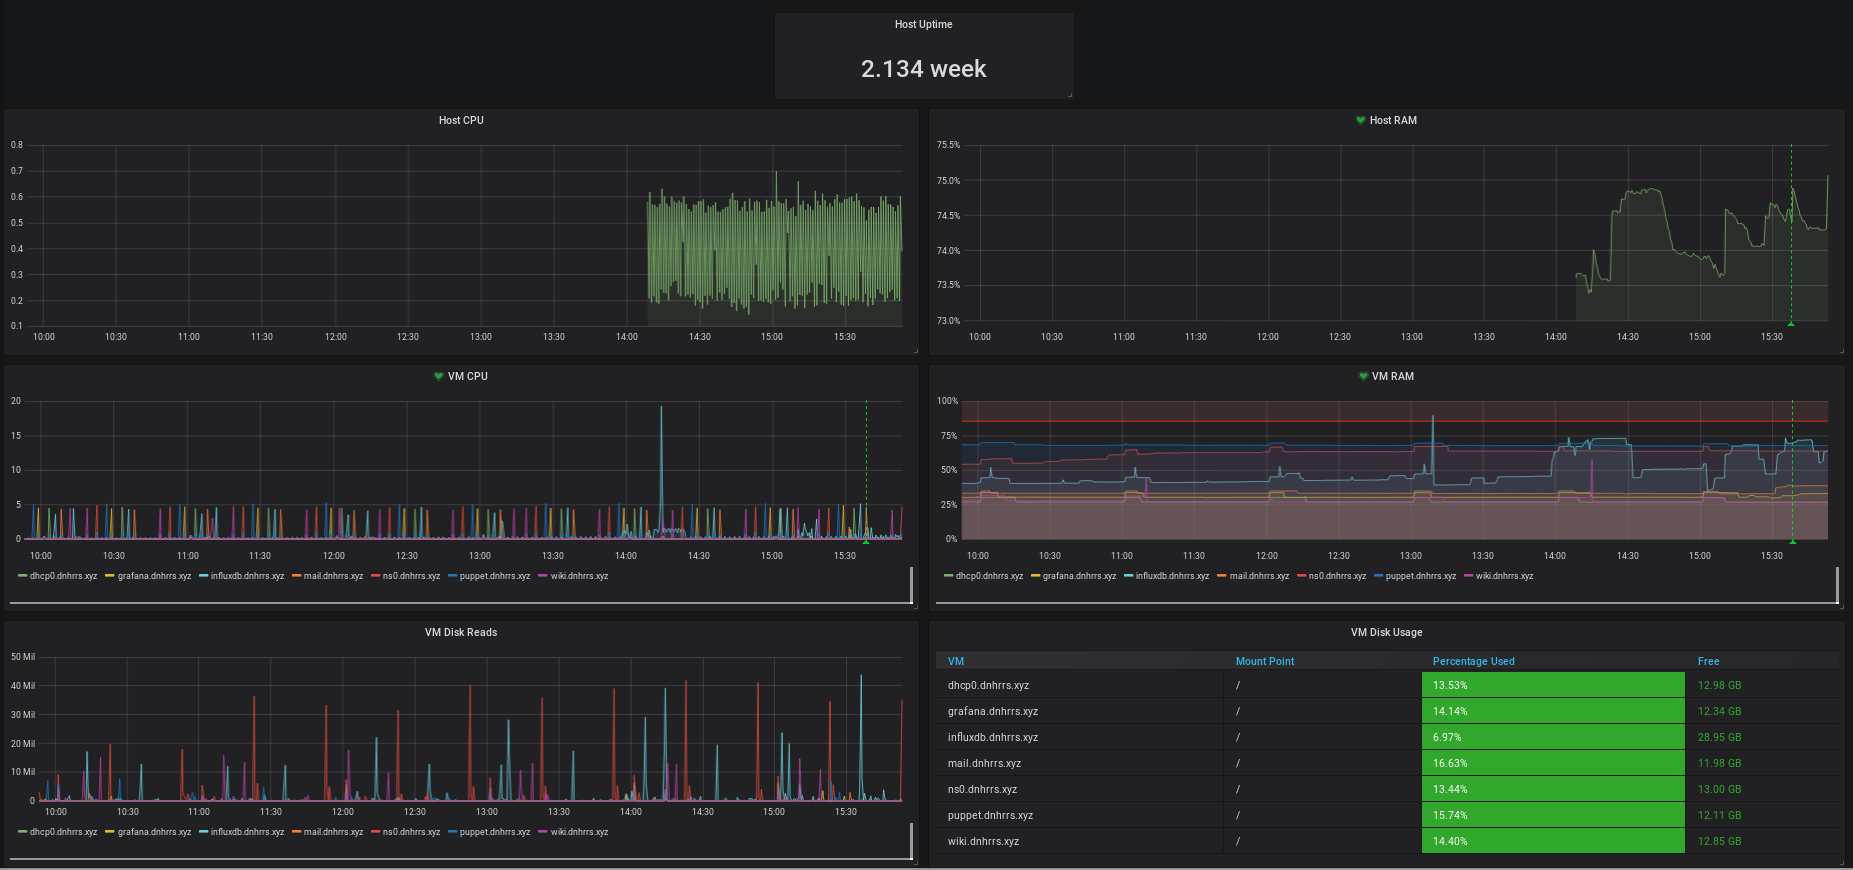 Host Uptime
2.134 week
Host CPU
0.8
0.7
0.6
0.5
0.4
0.3
0.2
0.1
10:00 10:30 11:00 11:30 12:00 12:30 13:00 13:30 14:00 14:30 15:00 15:30
Host RAM
75.5%
75.0%
74.5%
74.0%
73.5%
73.0%
10:00 10:30 11:00 11:30 12:00 12:30 13:00 13:30 14:00 14:30 15:00 15:30
VM CPU
20
15
10
5
0
10:00 10:30 11:00 11:30 12:00 12:30 13:00 13:30 14:00 14:30 15:00 15:30
dhcp0.dnhrrs.xyz grafana.dnhrrs.xyz influxdb.dnhrrs.xyz mail.dnhrrs.xyz ns0.dnhrrs.xyz puppet.dnhrrs.xyz wiki.dnhrrs.xyz
VM RAM
100%
75%
50%
25%
0%
10:00 10:30 11:00 11:30 12:00 12:30 13:00 13:30 14:00 14:30 15:00 15:30
dhcp0.dnhrrs.xyz grafana.dnhrrs.xyz influxdb.dnhrrs.xyz mail.dnhrrs.xyz ns0.dnhrrs.xyz puppet.dnhrrs.xyz wiki.dnhrrs.xyz
VM Disk Reads
50 Mil
40 Mil
30 Mil
20 Mil
10 Mil
0
10:00 10:30 11:00 11:30 12:00 12:30 13:00 13:30 14:00 14:30 15:00 15:30
dhcp0.dnhrrs.xyz grafana.dnhrrs.xyz influxdb.dnhrrs.xyz mail.dnhrrs.xyz ns0.dnhrrs.xyz puppet.dnhrrs.xyz wiki.dnhrrs.xyz
VM Disk Usage
VM Mount Point Percentage Used Free
dhcp0.dnhrrs.xyz / 13.53% 12.98 GB
grafana.dnhrrs.xyz / 14.14% 12.34 GB
influxdb.dnhrrs.xyz / 6.97% 28.95 GB
mail.dnhrrs.xyz / 16.63% 11.98 GB
ns0.dnhrrs.xyz / 13.44% 13.00 GB
puppet.dnhrrs.xyz / 15.74% 12.11 GB
wiki.dnhrrs.xyz / 14.40% 12.85 GB